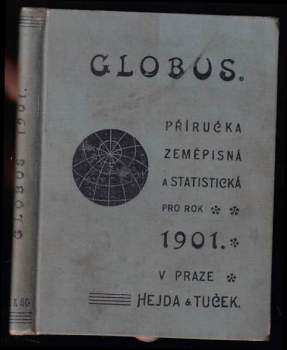 GLOBUS.
PŘÍRUČKA
ZEMĚPISNÁ
A STATISTICKÁ
PRO ROK
1901.
V PRAZE
HEJDA & TUČEK.
GLOBUS 1901.